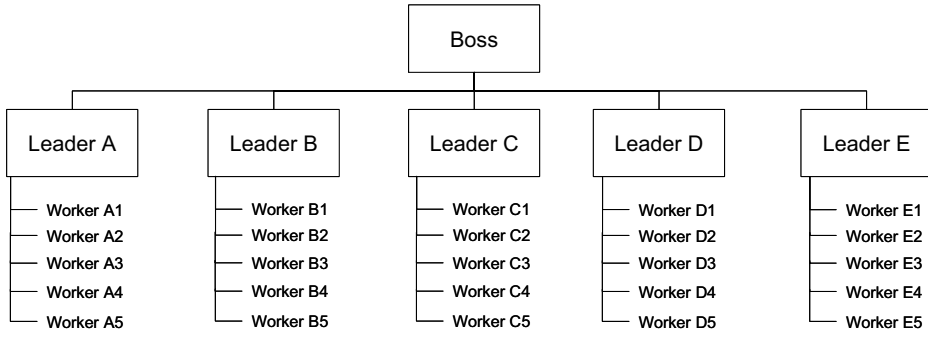 Boss
Leader A
Leader B
Leader C
Leader D
Leader E
Worker A1
Worker A2
Worker A3
Worker A4
Worker A5
Worker B1
Worker B2
Worker B3
Worker B4
Worker B5
Worker C1
Worker C2
Worker C3
Worker C4
Worker C5
Worker D1
Worker D2
Worker D3
Worker D4
Worker D5
Worker E1
Worker E2
Worker E3
Worker E4
Worker E5